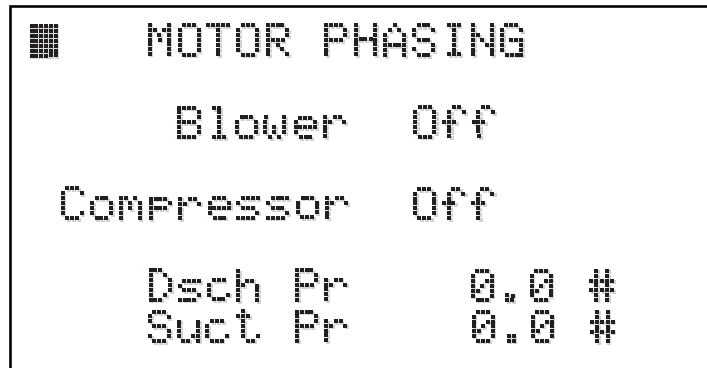 MOTOR PHASING
Blower Off
Compressor Off
Dsch Pr 0.0 #
Suct Pr 0.0 #